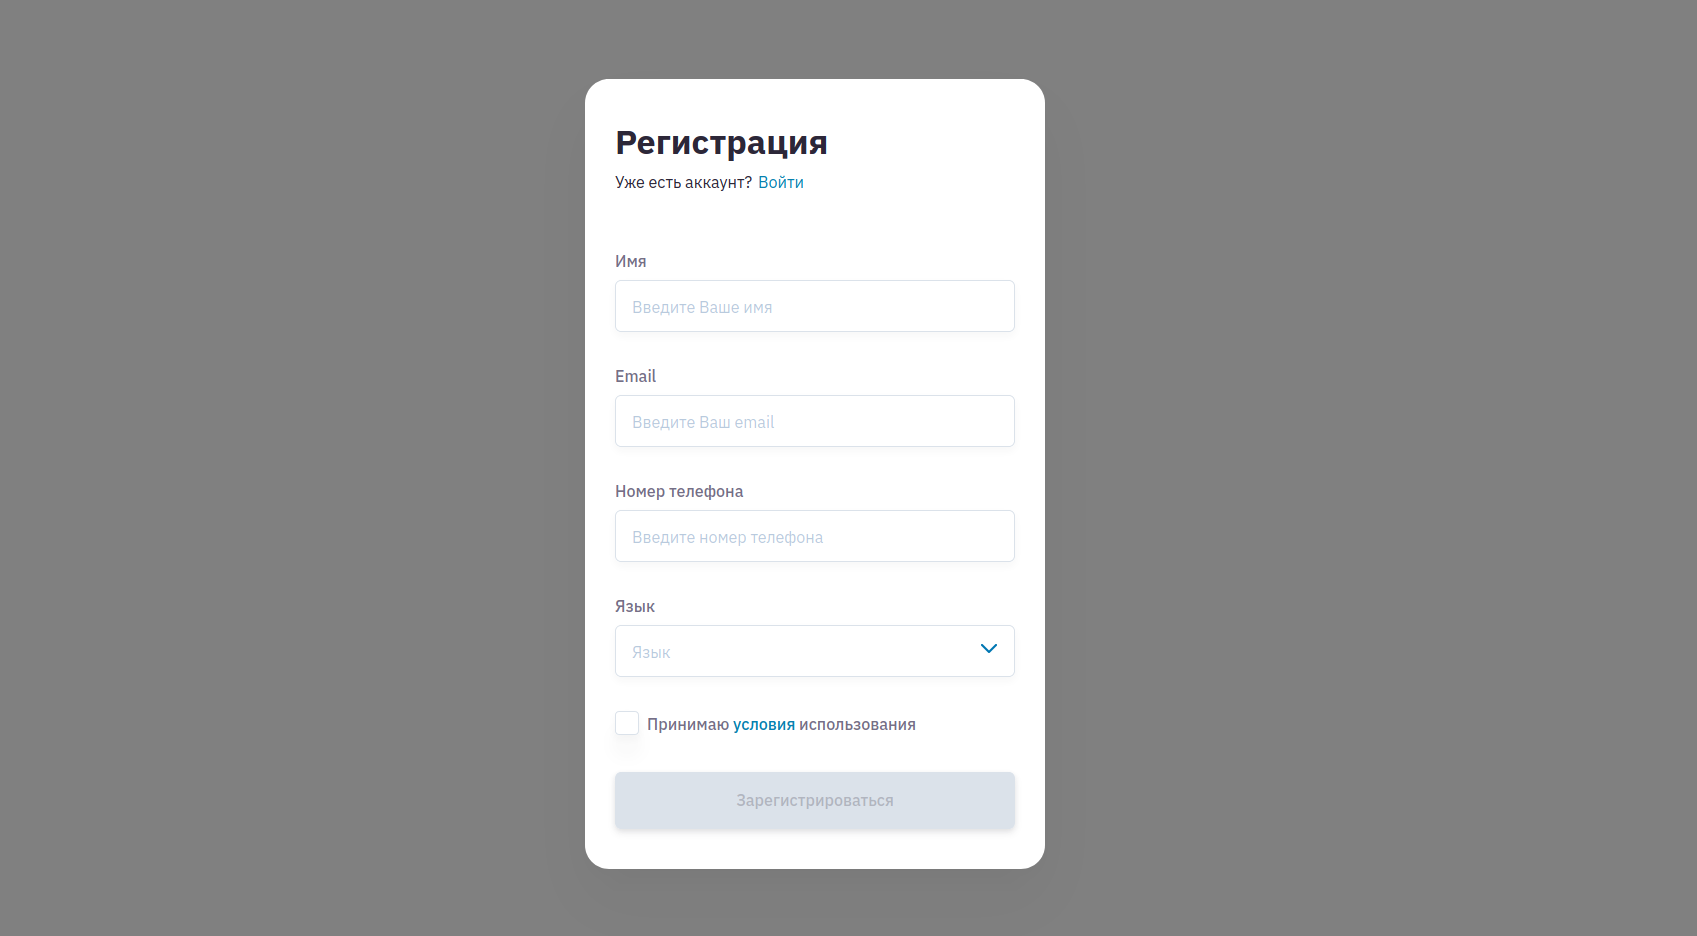 Регистрация
Уже есть аккаунт? Войти
Имя
Введите Ваше имя
Email
Введите Ваш email
Номер телефона
Введите номер телефона
Язык
Язык
Принимаю условия использования
Зарегистрироваться